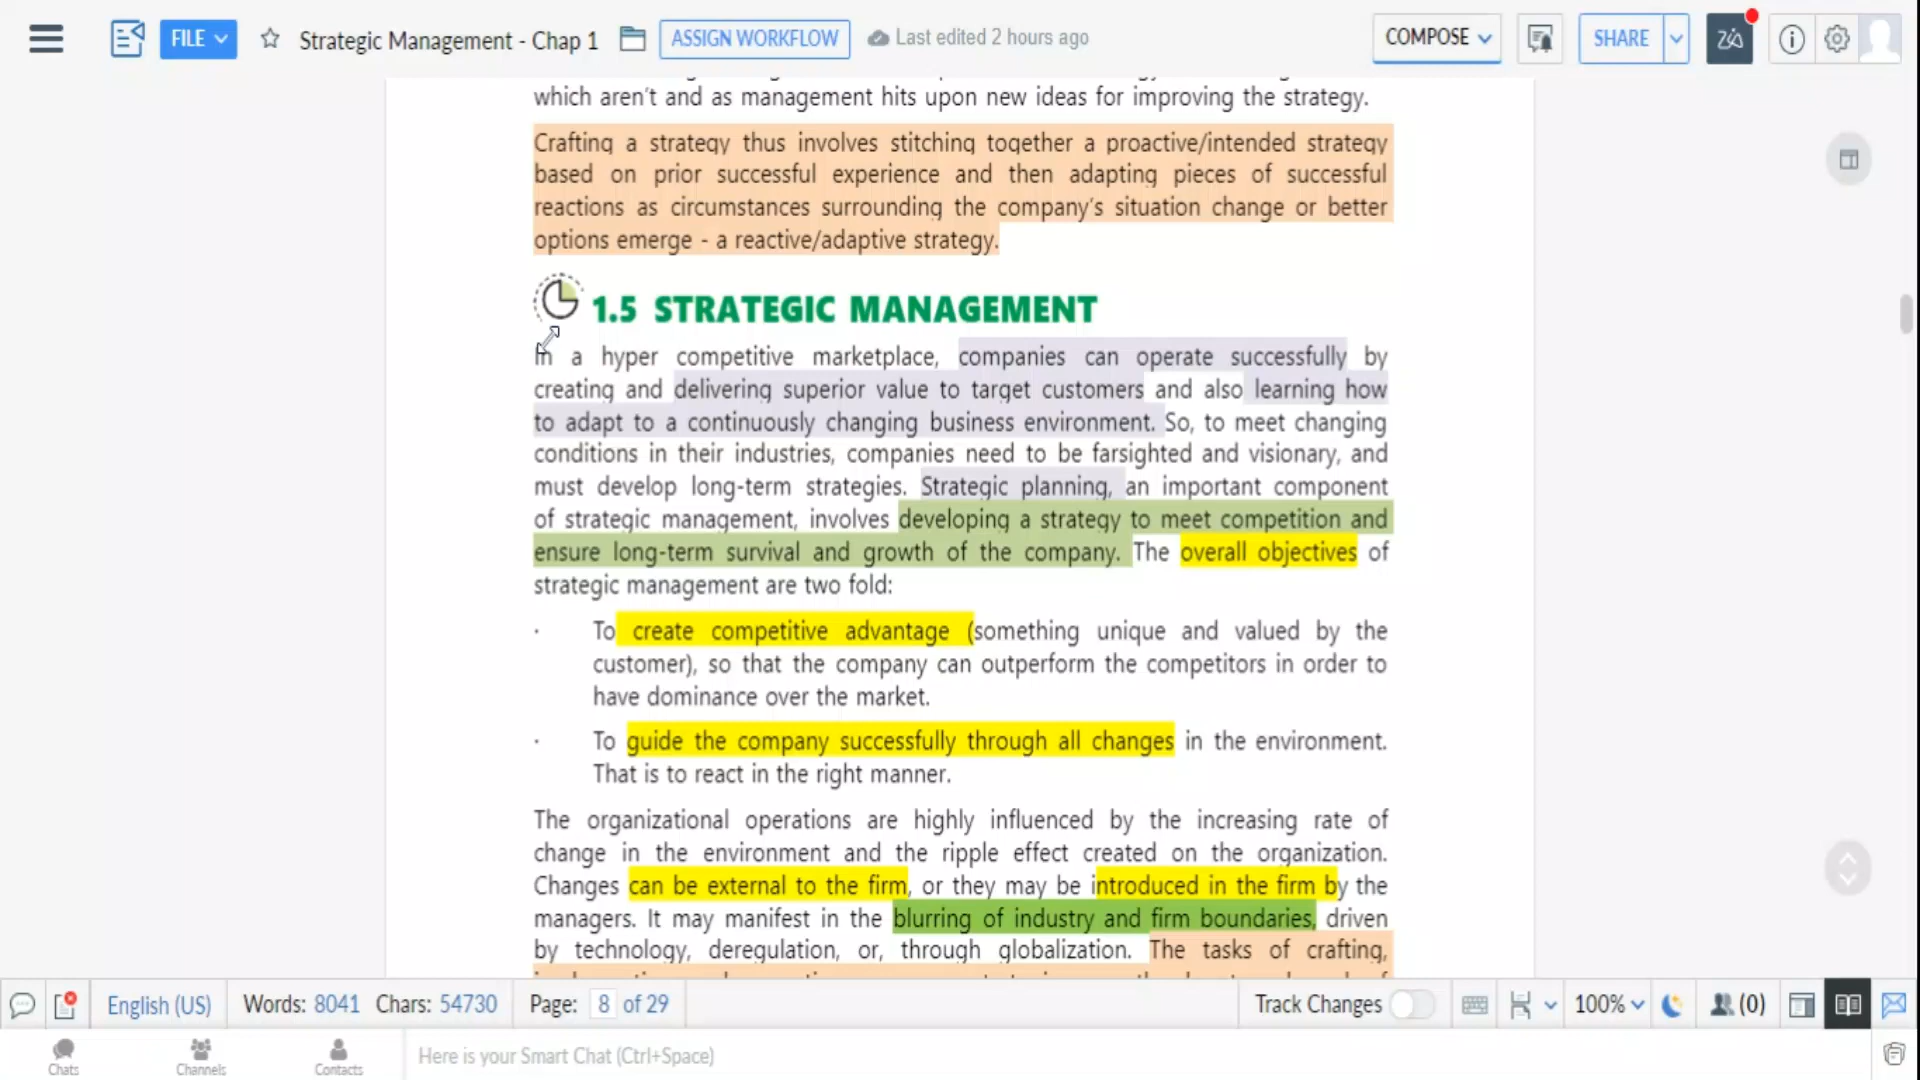 FILE
Strategic Management - Chap 1
ASSIGN WORKFLOW
Last edited 2 hours ago
COMPOSE
SHARE
which aren't and as management hits upon new ideas for improving the strategy.
Crafting a strategy thus involves stitching together a proactive/intended strategy
based on prior successful experience and then adapting pieces of successful
reactions as circumstances surrounding the company's situation change or better
options emerge - a reactive/adaptive strategy.
1.5 STRATEGIC MANAGEMENT
In a hyper competitive marketplace, companies can operate successfully by
creating and delivering superior value to target customers and also learning how
to adapt to a continuously changing business environment. So, to meet changing
conditions in their industries, companies need to be farsighted and visionary, and
must develop long-term strategies. Strategic planning, an important component
of strategic management, involves developing a strategy to meet competition and
ensure long-term survival and growth of the company. The overall objectives of
strategic management are two fold:
· To create competitive advantage (something unique and valued by the
customer), so that the company can outperform the competitors in order to
have dominance over the market.
· To guide the company successfully through all changes in the environment.
That is to react in the right manner.
The organizational operations are highly influenced by the increasing rate of
change in the environment and the ripple effect created on the organization.
Changes can be external to the firm, or they may be introduced in the firm by the
managers. It may manifest in the blurring of industry and firm boundaries, driven
by technology, deregulation, or, through globalization. The tasks of crafting,
English (US)
Words: 8041 Chars: 54730
Page: 8 of 29
Track Changes
100%
(0)
Chats
Channels
Contacts
Here is your Smart Chat (Ctrl+Space)